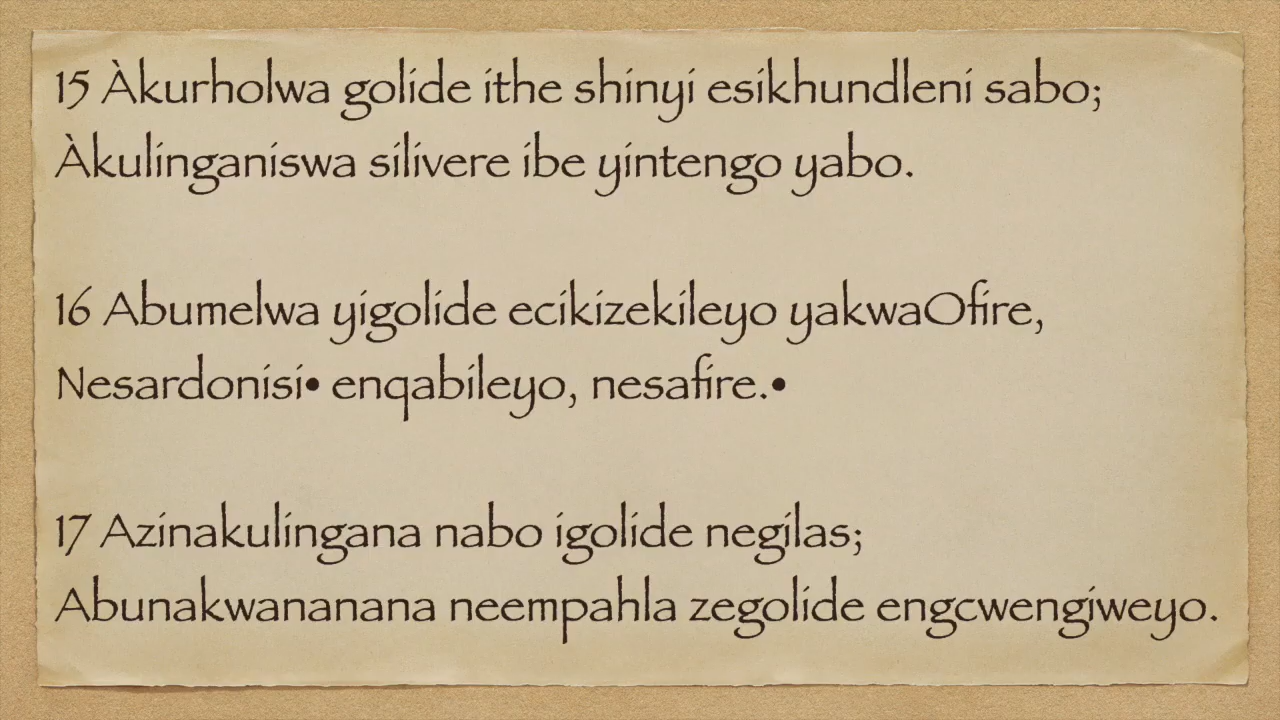 15 Àkurholwa golide ithe shinyi esikhundleni sabo;
Àkulinganiswa silivere ibe yintengo yabo.
16 Abumelwa yigolide ecikizekileyo yakwaOfire,
Nesardonisi• enqabileyo, nesafire.•
17 Azinakulingana nabo igolide negilas;
Abunakwananana neempahla zegolide engcwengiweyo.